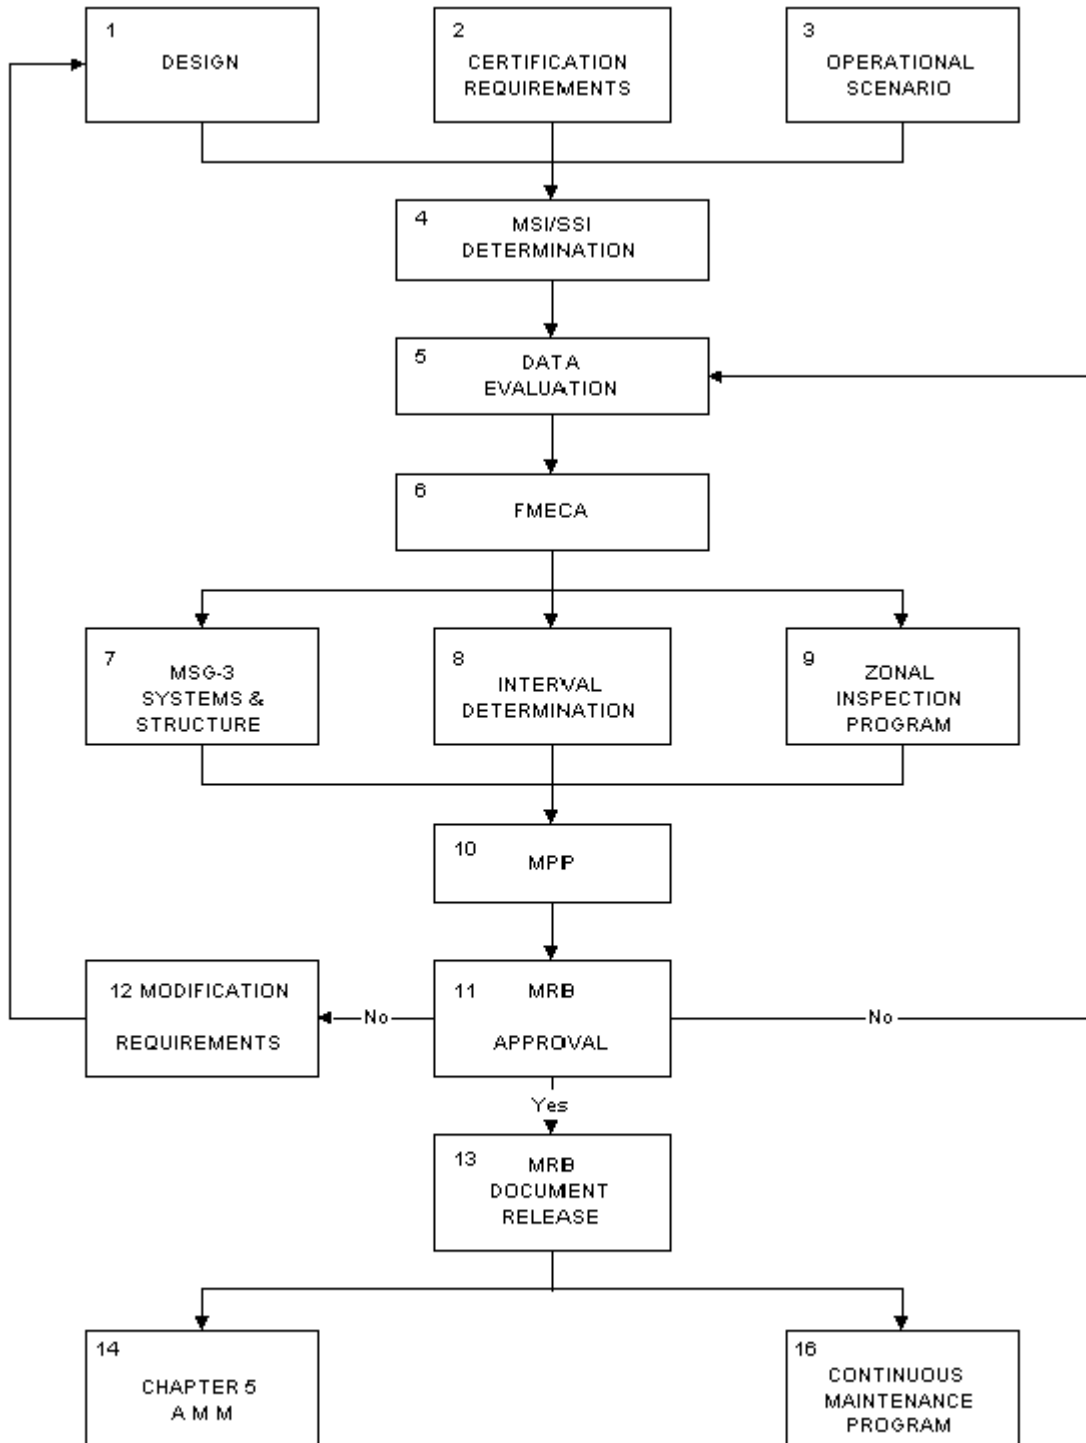 1
DESIGN
2
CERTIFICATION
REQUIREMENTS
3
OPERATIONAL
SCENARIO
4
MSI/SSI
DETERMINATION
5
DATA
EVALUATION
6
FMECA
7
MSG-3
SYSTEMS &
STRUCTURE
8
INTERVAL
DETERMINATION
9
ZONAL
INSPECTION
PROGRAM
10
MPP
12 MODIFICATION
REQUIREMENTS
No
11
MRB
APPROVAL
No
Yes
13
MRB
DOCUMENT
RELEASE
14
CHAPTER 5
A M M
16
CONTINUOUS
MAINTENANCE
PROGRAM